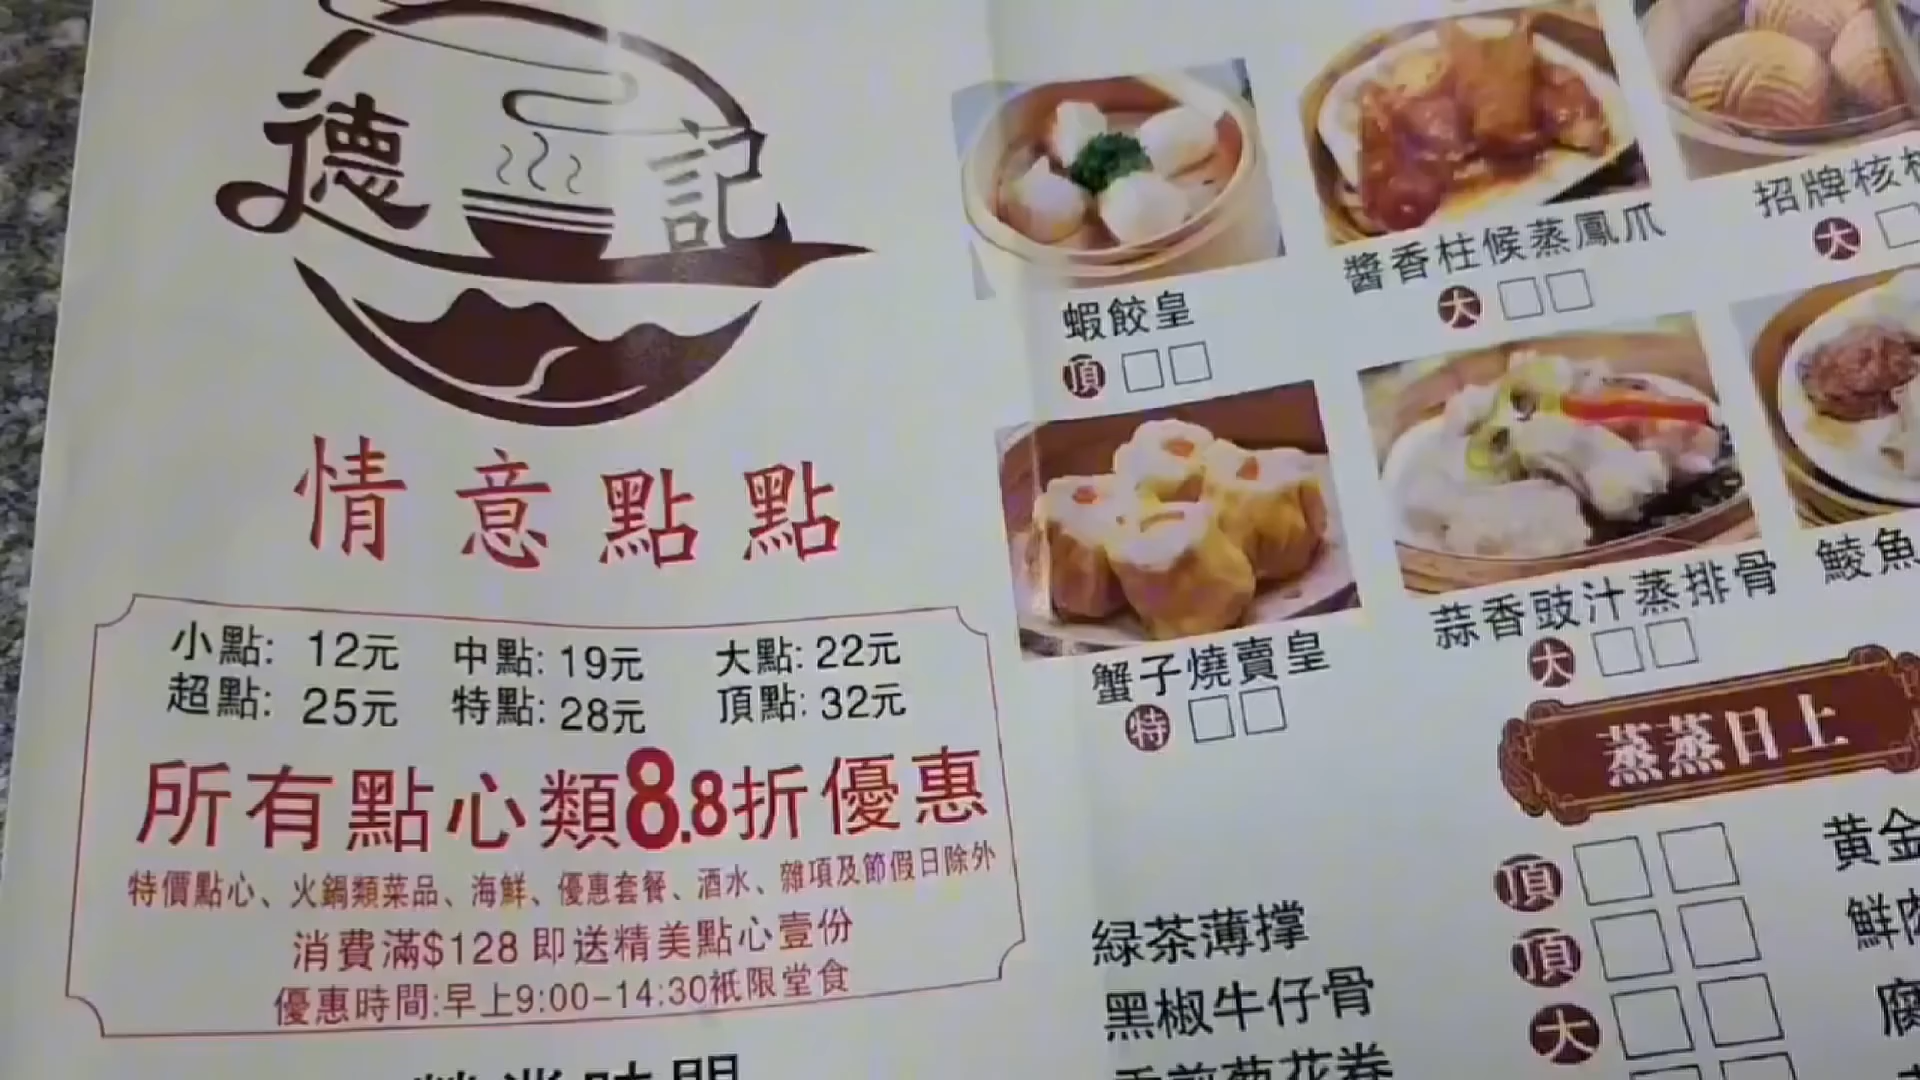 德記
情意點點
小點: 12元 中點: 19元 大點: 22元
超點: 25元 特點: 28元 頂點: 32元
所有點心類8.8折優惠
特價點心、火鍋類菜品、海鮮、優惠套餐、酒水、雜項及節假日除外
消費滿$128即送精美點心壹份
優惠時間:早上9:00-14:30衹限堂食
蝦餃皇
頂
醬香柱候蒸鳳爪
大
招牌核
大
蟹子燒賣皇
特
蒜香豉汁蒸排骨
大
鯪魚
蒸蒸日上
綠茶薄撑
頂
黄金
黑椒牛仔骨
頂
鮮肉
大